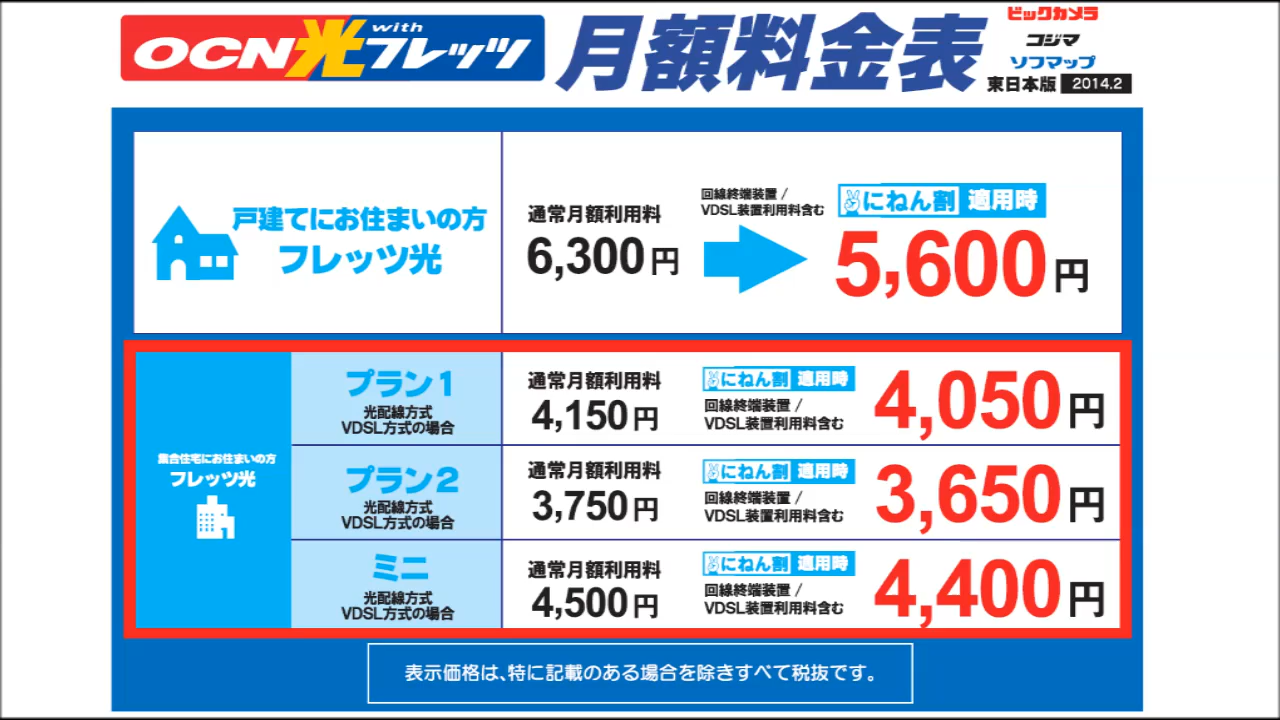 OCN光withフレッツ
月額料金表
ビックカメラ
コジマ
ソフマップ
東日本版 2014.2
戸建てにお住まいの方
フレッツ光
通常月額利用料
6,300円
回線終端装置 /
VDSL装置利用料含む
にねん割 適用時
5,600円
集合住宅にお住まいの方
フレッツ光
プラン1
光配線方式
VDSL方式の場合
通常月額利用料
4,150円
にねん割 適用時
回線終端装置 /
VDSL装置利用料含む
4,050円
プラン2
光配線方式
VDSL方式の場合
通常月額利用料
3,750円
にねん割 適用時
回線終端装置 /
VDSL装置利用料含む
3,650円
ミニ
光配線方式
VDSL方式の場合
通常月額利用料
4,500円
にねん割 適用時
回線終端装置 /
VDSL装置利用料含む
4,400円
表示価格は、特に記載のある場合を除きすべて税抜です。